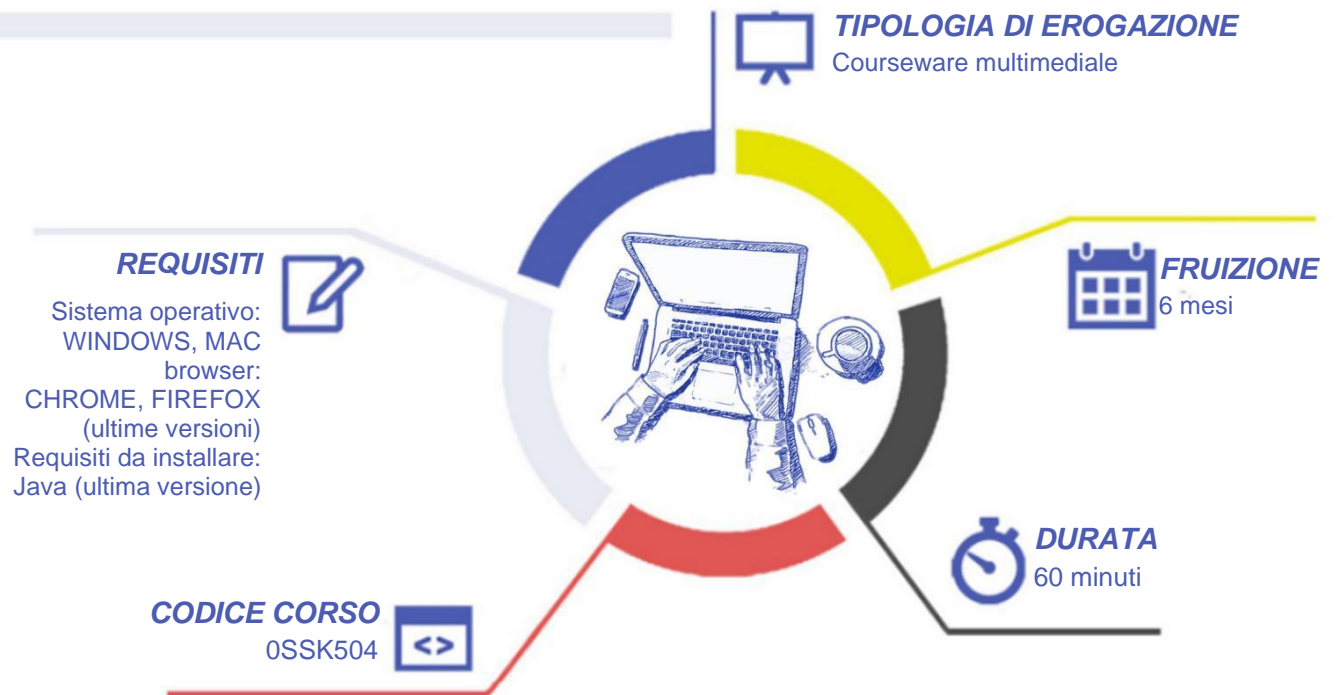 TIPOLOGIA DI EROGAZIONE
Courseware multimediale
REQUISITI
Sistema operativo:
WINDOWS, MAC
browser:
CHROME, FIREFOX
(ultime versioni)
Requisiti da installare:
Java (ultima versione)
FRUIZIONE
6 mesi
DURATA
60 minuti
CODICE CORSO
0SSK504